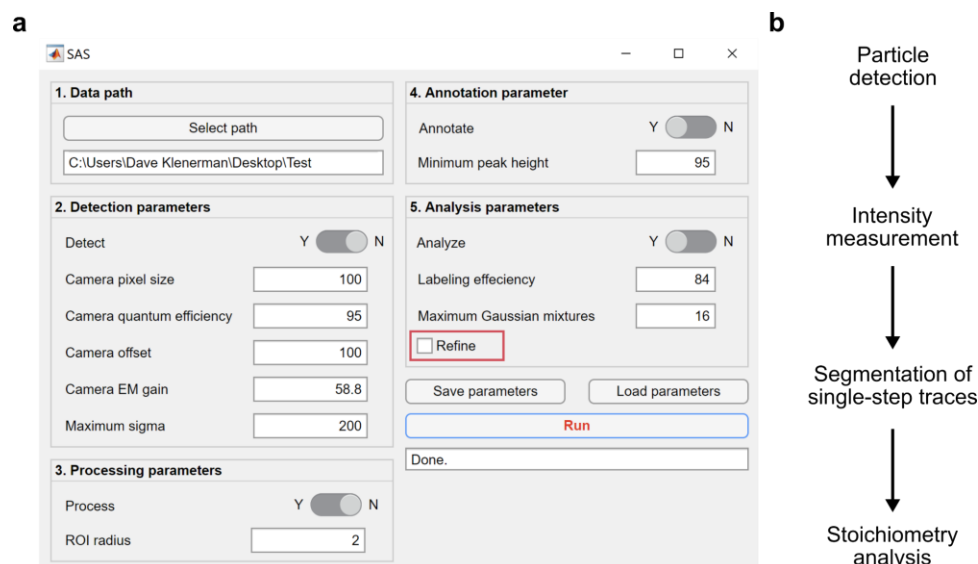 a
SAS
1. Data path
Select path
C:\Users\Dave Klenerman\Desktop\Test
2. Detection parameters
Detect Y N
Camera pixel size 100
Camera quantum efficiency 95
Camera offset 100
Camera EM gain 58.8
Maximum sigma 200
3. Processing parameters
Process Y N
ROI radius 2
4. Annotation parameter
Annotate Y N
Minimum peak height 95
5. Analysis parameters
Analyze Y N
Labeling effeciency 84
Maximum Gaussian mixtures 16
Refine
Save parameters Load parameters
Run
Done.
b
Particle
detection
Intensity
measurement
Segmentation of
single-step traces
Stoichiometry
analysis